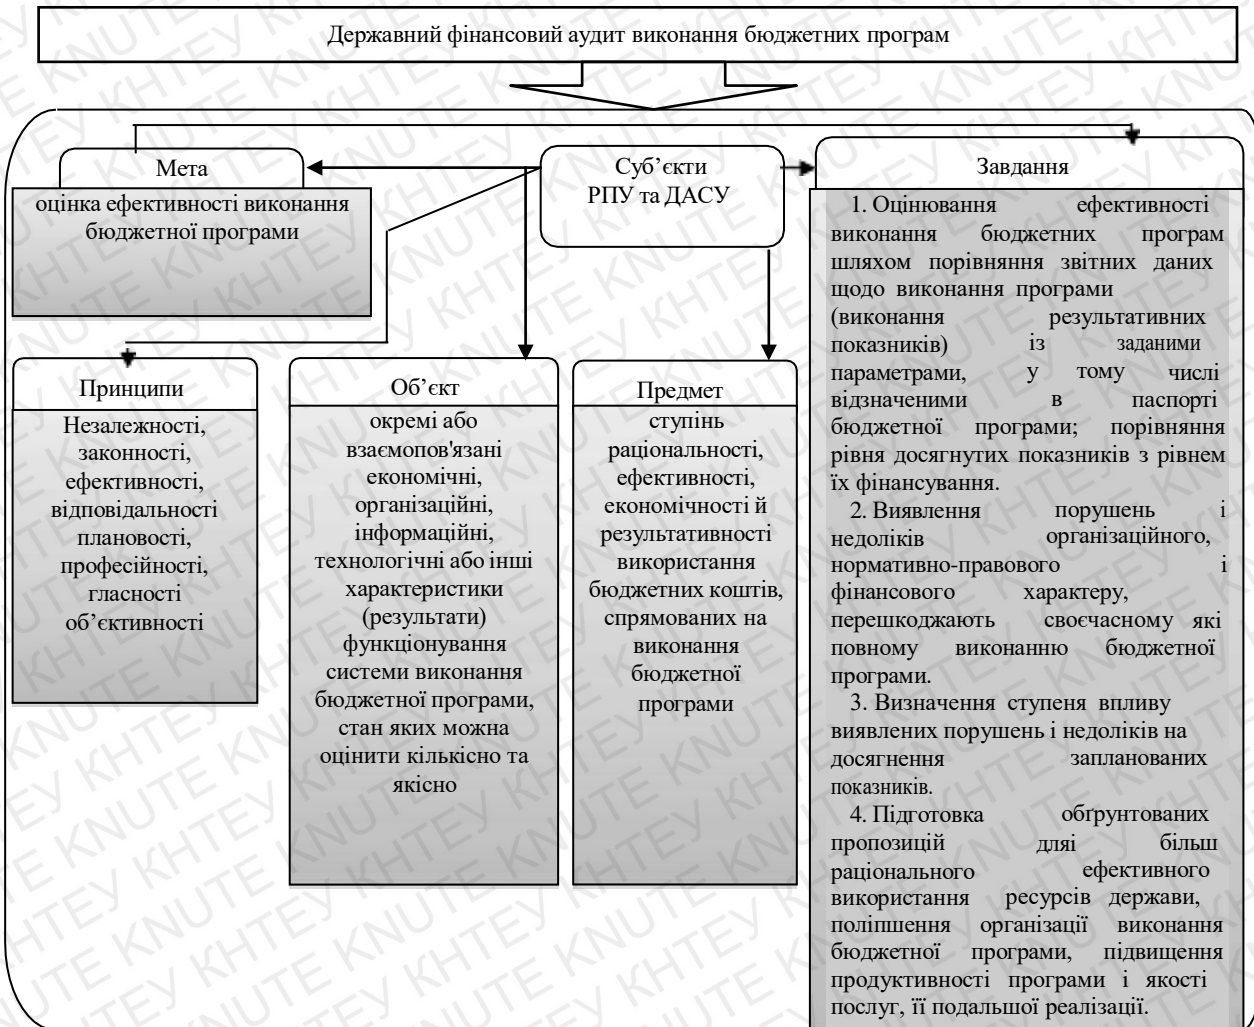 Державний фінансовий аудит виконання бюджетних програм
Мета
оцінка ефективності виконання
бюджетної програми
Суб’єкти
РПУ та ДАСУ
Завдання
1. Оцінювання ефективності
виконання бюджетних програм
шляхом порівняння звітних даних
щодо виконання програми
(виконання результативних
показників) із заданими
параметрами, у тому числі
відзначеними в паспорті
бюджетної програми; порівняння
рівня досягнутих показників з рівнем
їх фінансування.
2. Виявлення порушень і
недоліків організаційного,
нормативно-правового і
фінансового характеру,
перешкоджають своєчасному які
повному виконанню бюджетної
програми.
3. Визначення ступеня впливу
виявлених порушень і недоліків на
досягнення запланованих
показників.
4. Підготовка обґрунтованих
пропозицій дляі більш
раціонального ефективного
використання ресурсів держави,
поліпшення організації виконання
бюджетної програми, підвищення
продуктивності програми і якості
послуг, її подальшої реалізації.
Принципи
Незалежності,
законності,
ефективності,
відповідальності
плановості,
професійності,
гласності
об’єктивності
Об’єкт
окремі або
взаємопов'язані
економічні,
організаційні,
інформаційні,
технологічні або інші
характеристики
(результати)
функціонування
системи виконання
бюджетної програми,
стан яких можна
оцінити кількісно та
якісно
Предмет
ступінь
раціональності,
ефективності,
економічності й
результативності
використання
бюджетних коштів,
спрямованих на
виконання
бюджетної
програми
KNUTE КНТЕУ